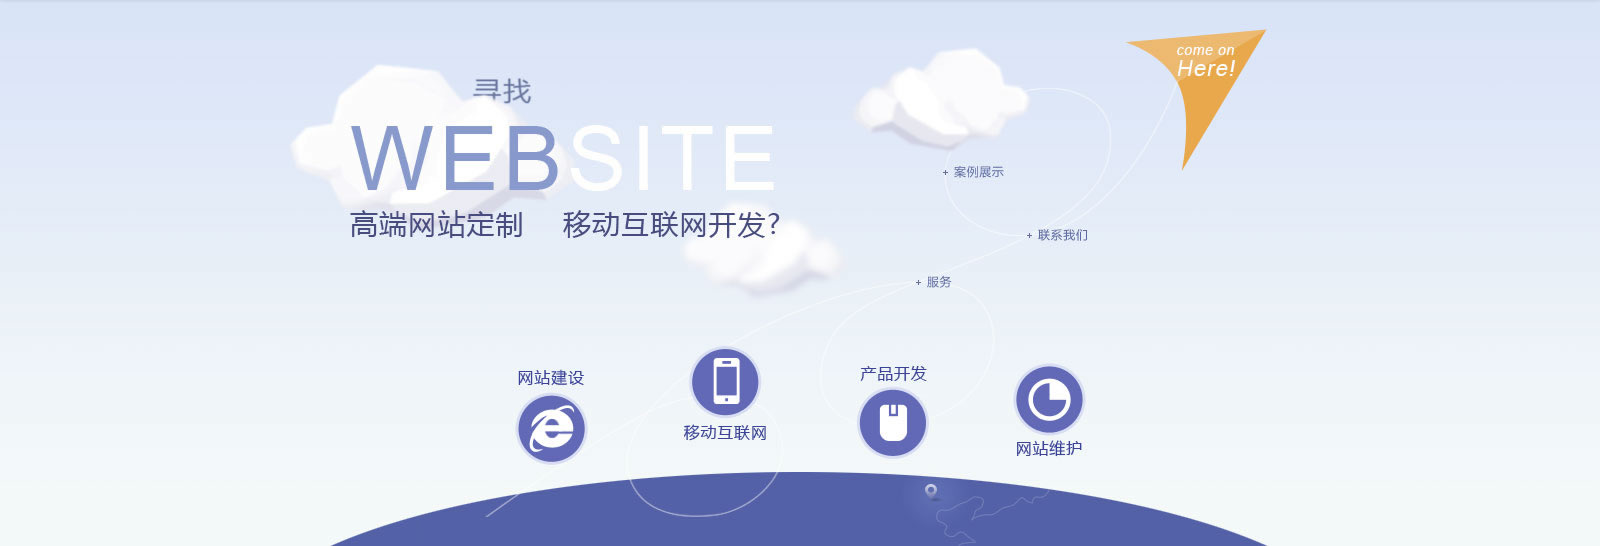 come on
Here!
寻找
WEBSITE
高端网站定制 移动互联网开发?
+ 案例展示
+ 联系我们
+ 服务
网站建设
移动互联网
产品开发
网站维护